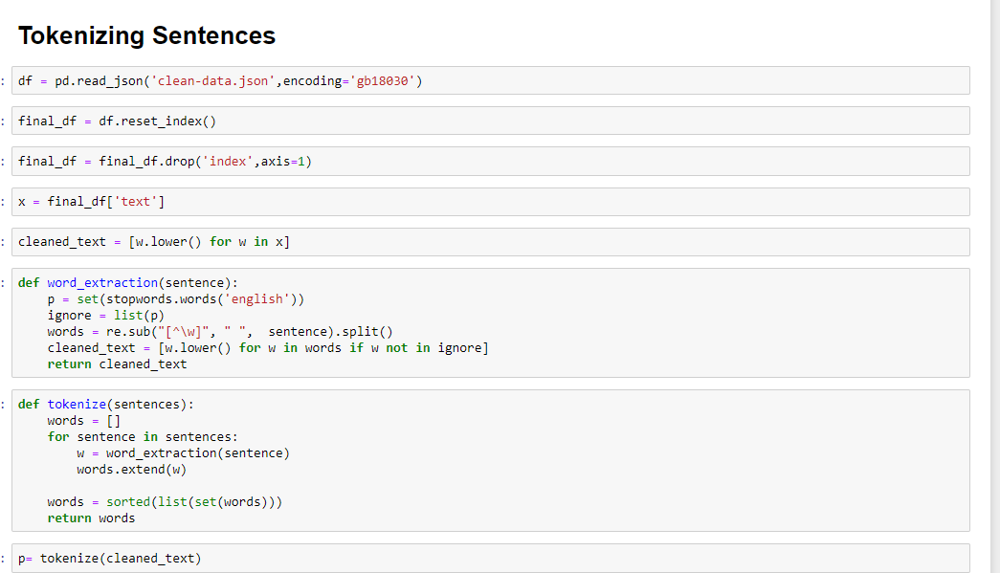 Tokenizing Sentences
: df = pd.read_json('clean-data.json',encoding='gb18030')
: final_df = df.reset_index()
: final_df = final_df.drop('index',axis=1)
: x = final_df['text']
: cleaned_text = [w.lower() for w in x]
: def word_extraction(sentence):
    p = set(stopwords.words('english'))
    ignore = list(p)
    words = re.sub("[^\w]", " ",  sentence).split()
    cleaned_text = [w.lower() for w in words if w not in ignore]
    return cleaned_text
: def tokenize(sentences):
    words = []
    for sentence in sentences:
        w = word_extraction(sentence)
        words.extend(w)
    words = sorted(list(set(words)))
    return words
: p= tokenize(cleaned_text)